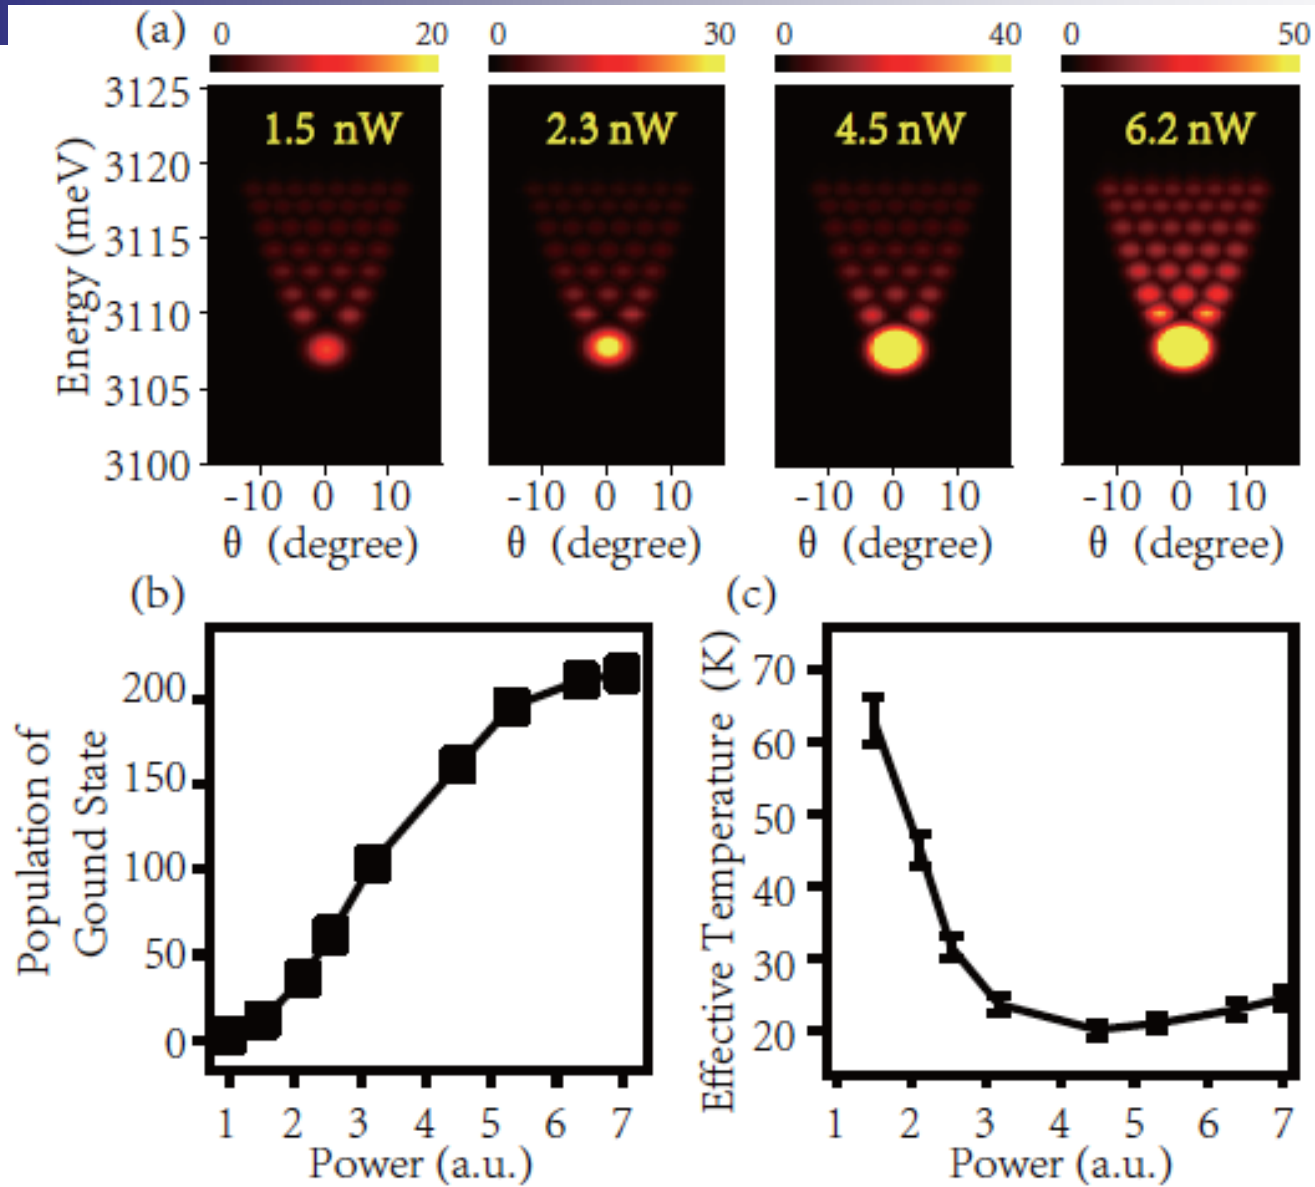 (a)
0 20 0 30 0 40 0 50
1.5 nW 2.3 nW 4.5 nW 6.2 nW
Energy (meV)
3125
3120
3115
3110
3105
3100
-10 0 10 -10 0 10 -10 0 10 -10 0 10
θ (degree) θ (degree) θ (degree) θ (degree)
(b)
Population of
Gound State
200
150
100
50
0
1 2 3 4 5 6 7
Power (a.u.)
(c)
Effective Temperature (K)
70
60
50
40
30
20
1 2 3 4 5 6 7
Power (a.u.)